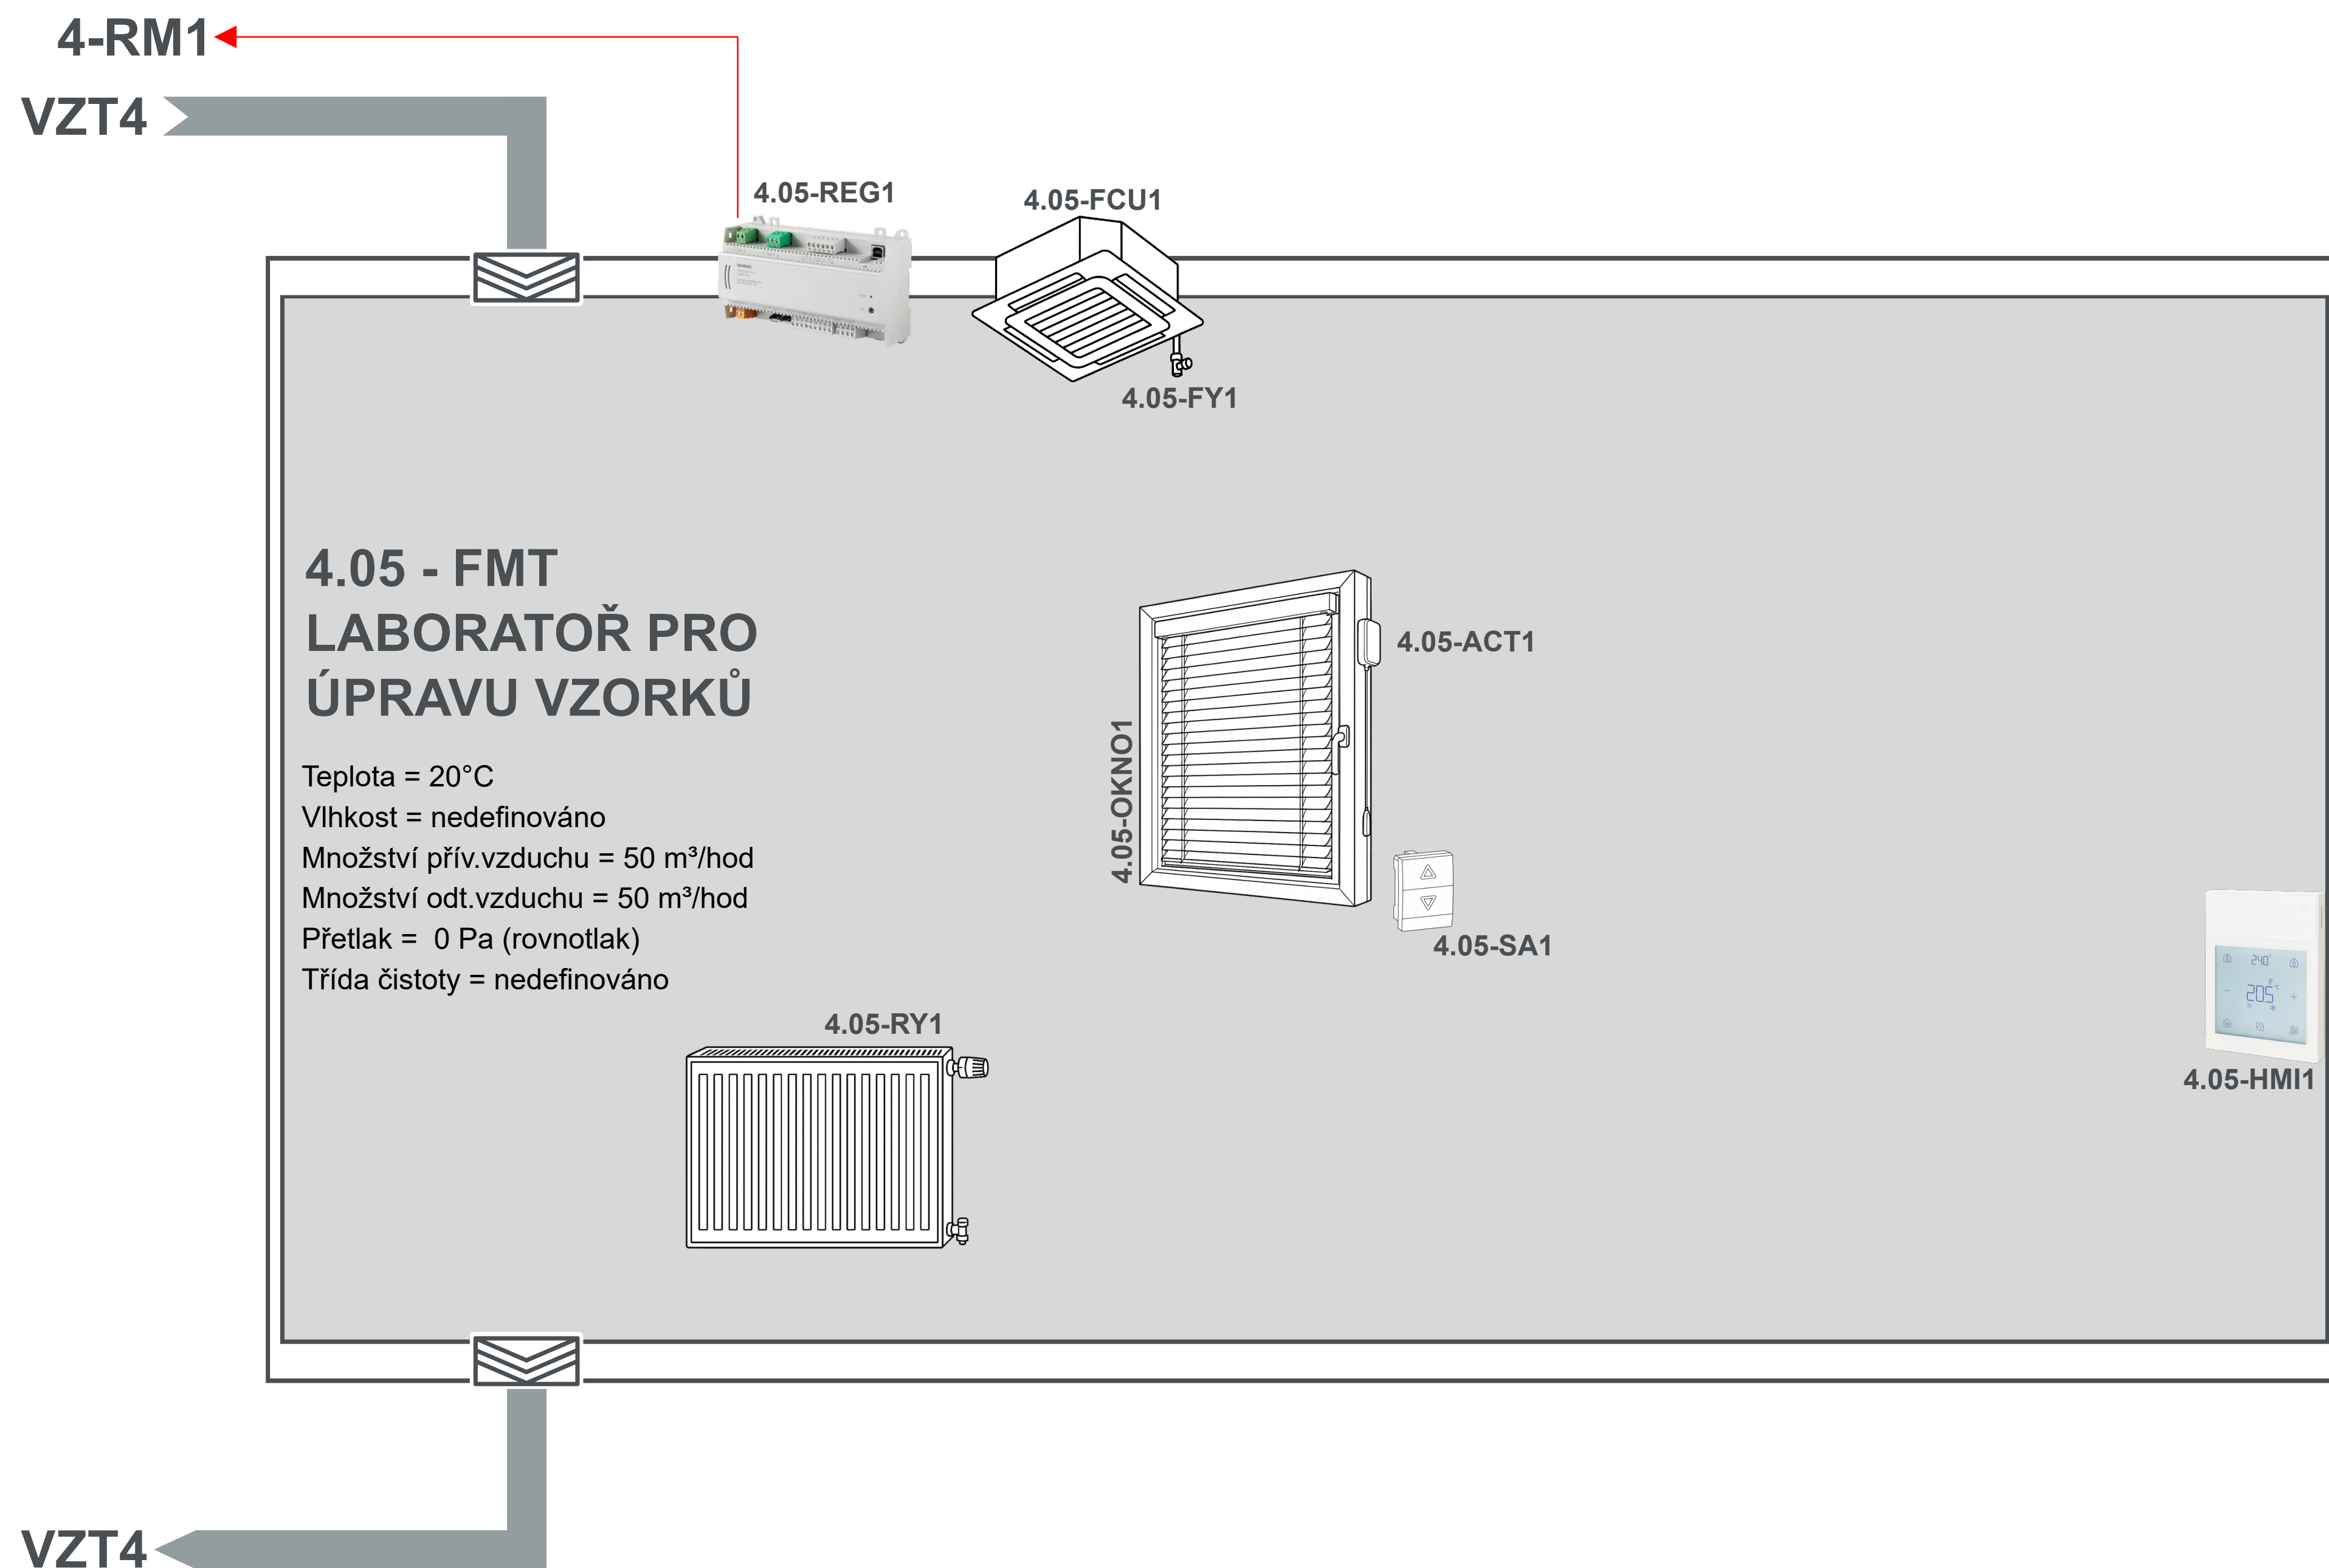 4-RM1
VZT4
4.05-REG1
4.05-FCU1
4.05-FY1
4.05 - FMT
LABORATOŘ PRO
ÚPRAVU VZORKŮ
Teplota = 20°C
Vlhkost = nedefinováno
Množství přív.vzduchu = 50 m³/hod
Množství odt.vzduchu = 50 m³/hod
Přetlak =  0 Pa (rovnotlak)
Třída čistoty = nedefinováno
4.05-OKNO1
4.05-ACT1
4.05-SA1
4.05-RY1
4.05-HMI1
VZT4